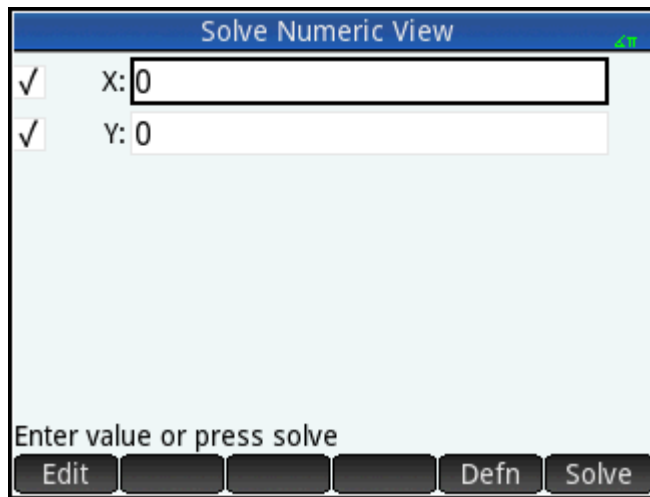 Solve Numeric View
∡π
√ X: 0
√ Y: 0
Enter value or press solve
Edit Defn Solve